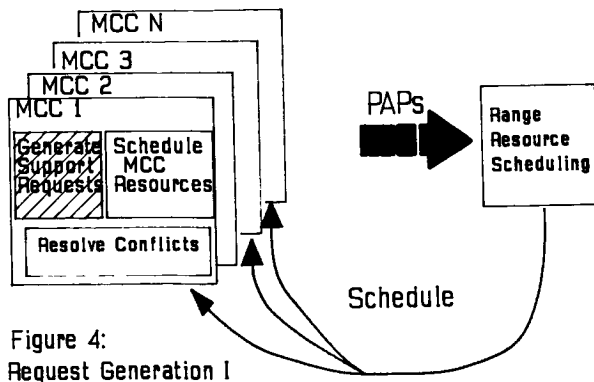 MCC N
MCC 3
MCC 2
MCC 1
Generate
Support
Requests
Schedule
MCC
Resources
Resolve Conflicts
PAPs
Range
Resource
Scheduling
Schedule
Figure 4:
Request Generation I